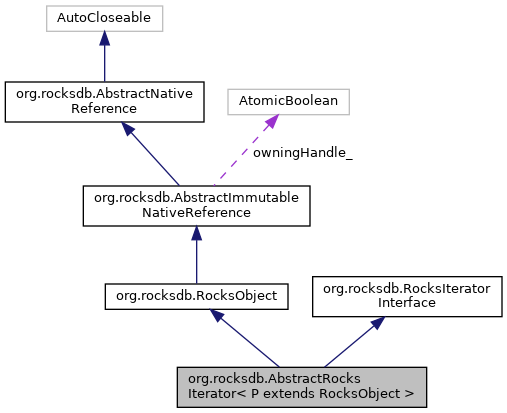 AutoCloseable
org.rocksdb.AbstractNative
Reference
AtomicBoolean
owningHandle_
org.rocksdb.AbstractImmutable
NativeReference
org.rocksdb.RocksObject
org.rocksdb.RocksIterator
Interface
org.rocksdb.AbstractRocks
Iterator< P extends RocksObject >